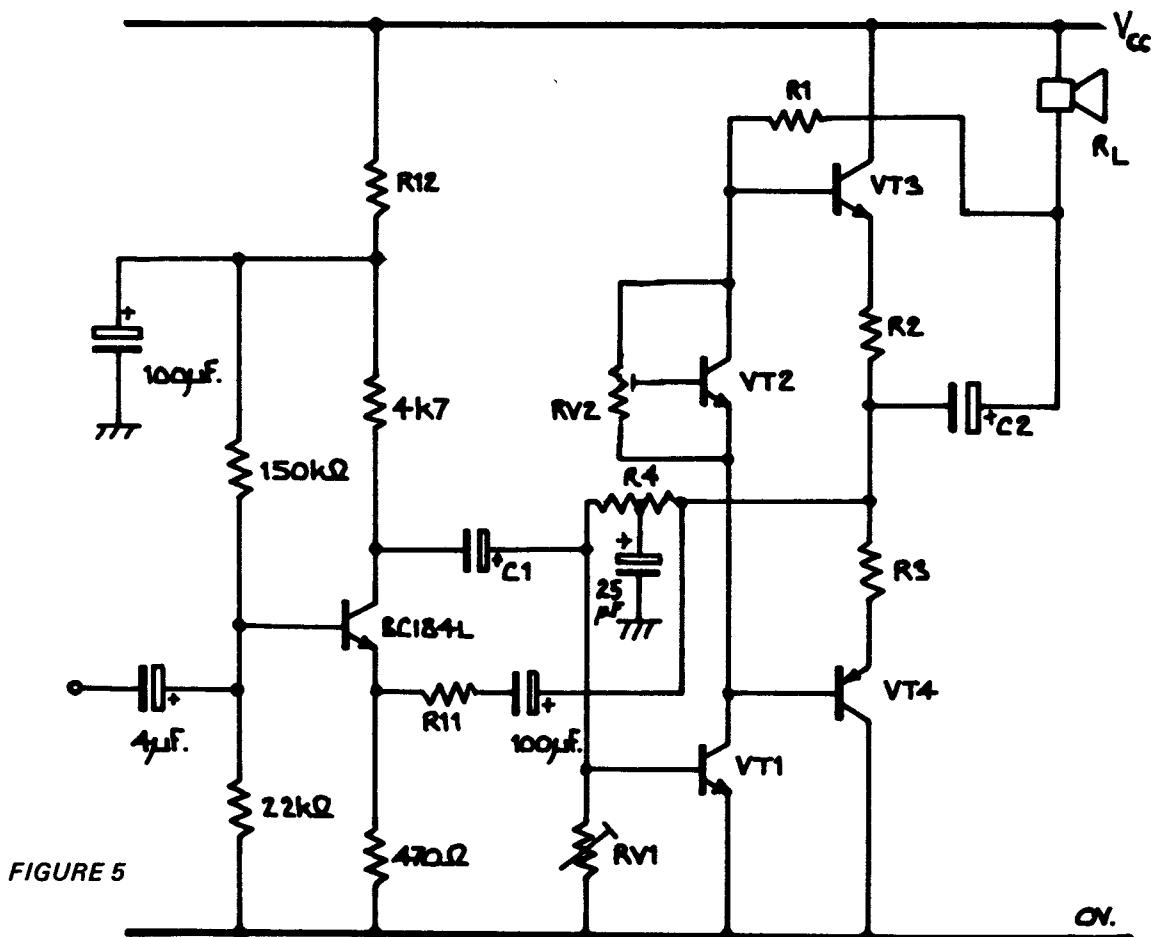 Vcc
R1
RL
R12
VT3
R2
100µF.
4k7
RV2
VT2
+C2
150kΩ
R4
+C1
+
25
µF
R3
BC184L
VT4
+
4µF.
R11
+
100µF.
VT1
22kΩ
470Ω
RV1
FIGURE 5
0V.